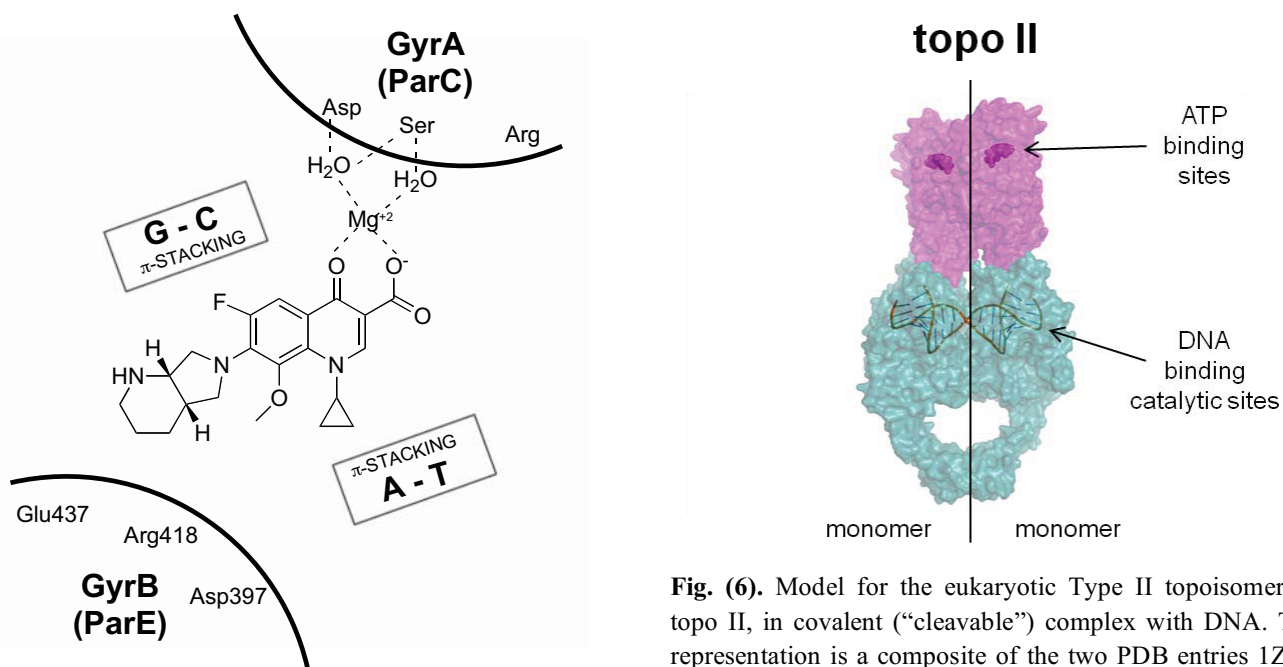 GyrA
(ParC)
Asp
Ser
Arg
H2O
H2O
Mg+2
G - C
π-STACKING
O
O-
F
O
H
HN
N
N
O
H
π-STACKING
A - T
Glu437
Arg418
Asp397
GyrB
(ParE)
topo II
ATP
binding
sites
DNA
binding
catalytic sites
monomer
monomer
Fig. (6). Model for the eukaryotic Type II topoisomer
topo II, in covalent (“cleavable”) complex with DNA. T
representation is a composite of the two PDB entries 1Z